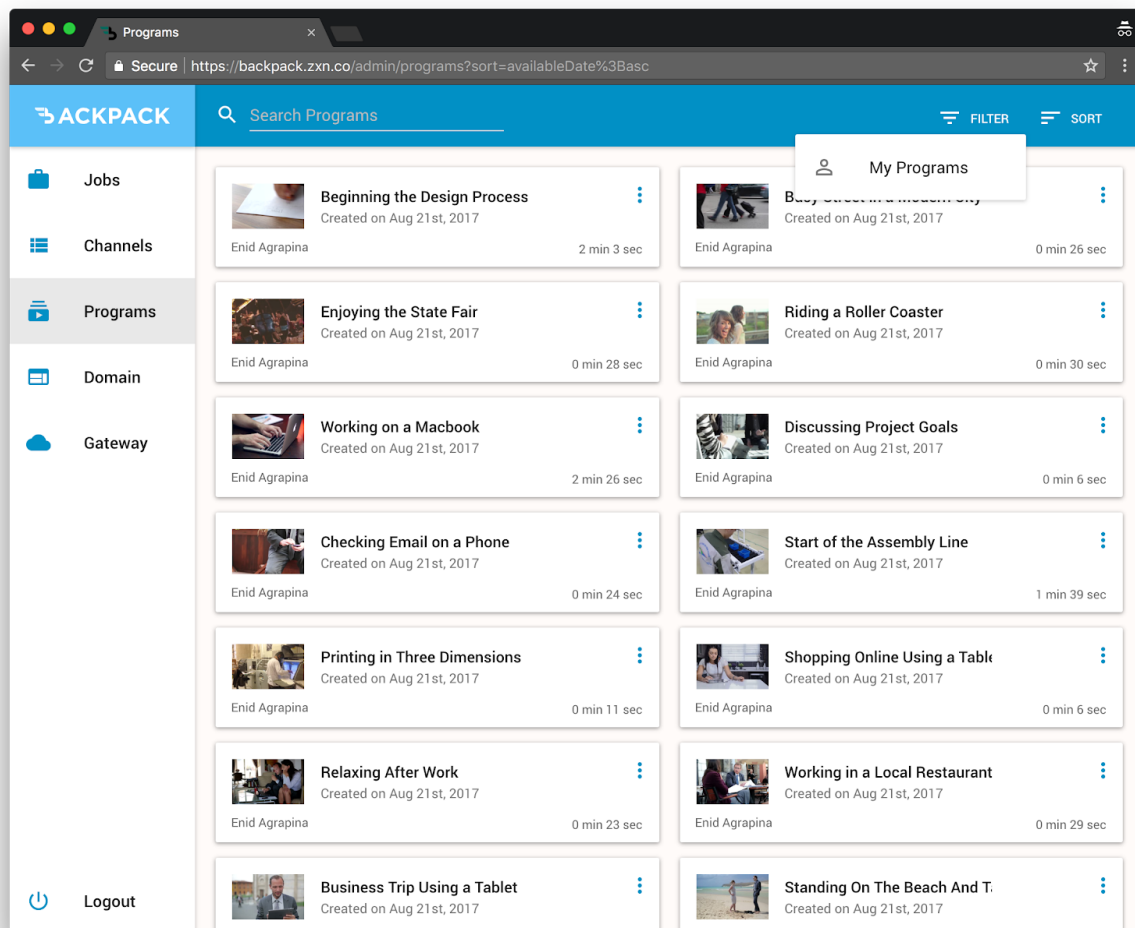 Programs
Secure
https://backpack.zxn.co/admin/programs?sort=availableDate%3Basc
BACKPACK
Search Programs
FILTER
SORT
My Programs
Jobs
Channels
Programs
Domain
Gateway
Logout
Beginning the Design Process
Created on Aug 21st, 2017
Enid Agrapina
2 min 3 sec
Busy Street in a Modern City
Created on Aug 21st, 2017
Enid Agrapina
0 min 26 sec
Enjoying the State Fair
Created on Aug 21st, 2017
Enid Agrapina
0 min 28 sec
Riding a Roller Coaster
Created on Aug 21st, 2017
Enid Agrapina
0 min 30 sec
Working on a Macbook
Created on Aug 21st, 2017
Enid Agrapina
2 min 26 sec
Discussing Project Goals
Created on Aug 21st, 2017
Enid Agrapina
0 min 6 sec
Checking Email on a Phone
Created on Aug 21st, 2017
Enid Agrapina
0 min 24 sec
Start of the Assembly Line
Created on Aug 21st, 2017
Enid Agrapina
1 min 39 sec
Printing in Three Dimensions
Created on Aug 21st, 2017
Enid Agrapina
0 min 11 sec
Shopping Online Using a Table
Created on Aug 21st, 2017
Enid Agrapina
0 min 6 sec
Relaxing After Work
Created on Aug 21st, 2017
Enid Agrapina
0 min 23 sec
Working in a Local Restaurant
Created on Aug 21st, 2017
Enid Agrapina
0 min 29 sec
Business Trip Using a Tablet
Created on Aug 21st, 2017
Standing On The Beach And T
Created on Aug 21st, 2017